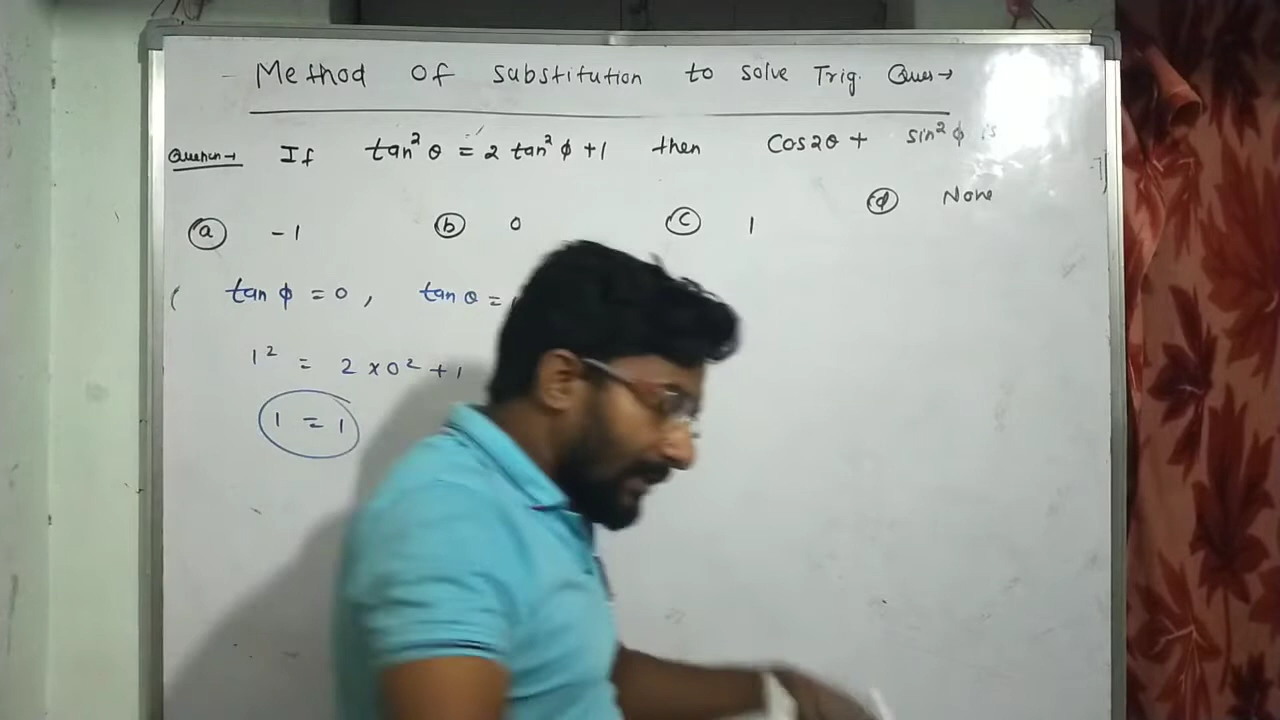 Method of substitution to solve Trig. Ques →
Question → If tan² θ = 2 tan² φ + 1 then cos2θ + sin² φ is
(a) -1 (b) 0 (c) 1 (d) None
tan φ = 0, tan θ =
1² = 2 × 0² + 1
1 = 1